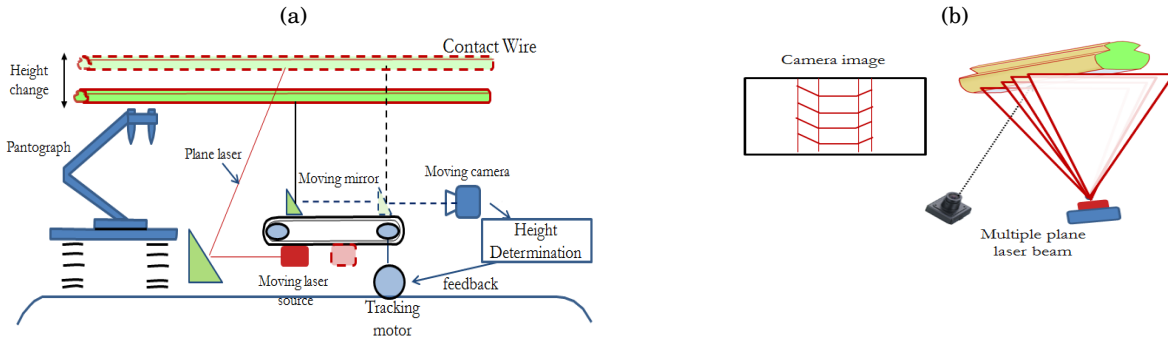 (a)
Contact Wire
Height
change
Pantograph
Plane laser
Moving mirror
Moving camera
Height
Determination
Moving laser
source
feedback
Tracking
motor
(b)
Camera image
Multiple plane
laser beam